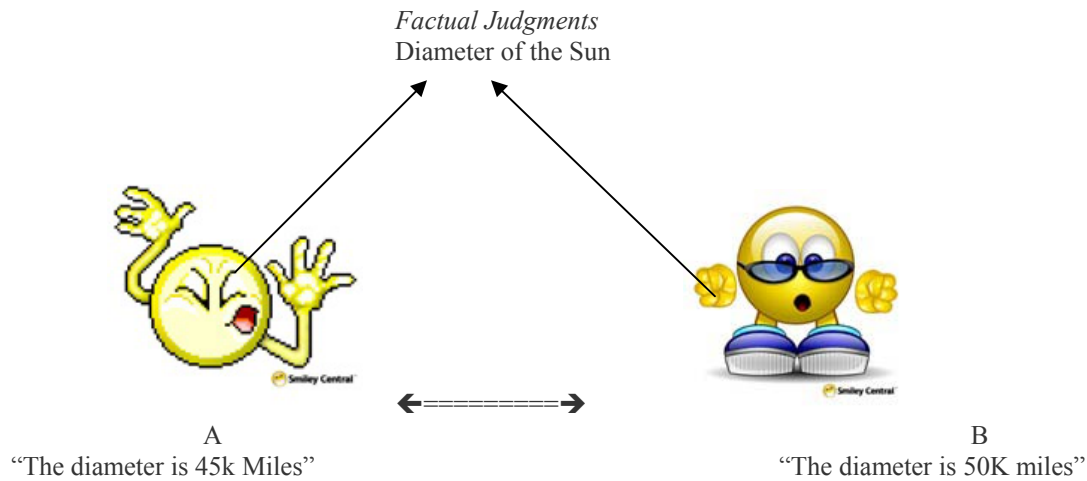 Factual Judgments
Diameter of the Sun
Smiley Central
Smiley Central
A
B
“The diameter is 45k Miles”
“The diameter is 50K miles”